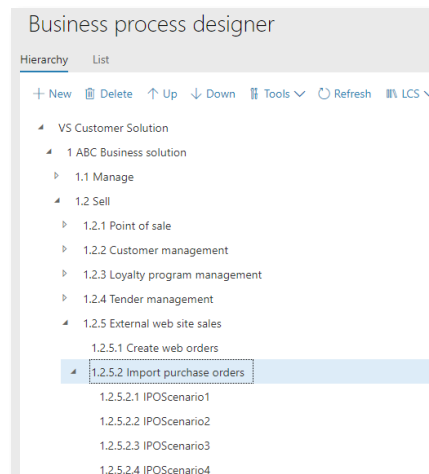 Business process designer
Hierarchy List
New Delete Up Down Tools Refresh LCS
VS Customer Solution
1 ABC Business solution
1.1 Manage
1.2 Sell
1.2.1 Point of sale
1.2.2 Customer management
1.2.3 Loyalty program management
1.2.4 Tender management
1.2.5 External web site sales
1.2.5.1 Create web orders
1.2.5.2 Import purchase orders
1.2.5.2.1 IPOScenario1
1.2.5.2.2 IPOScenario2
1.2.5.2.3 IPOScenario3
1.2.5.2.4 IPOScenario4